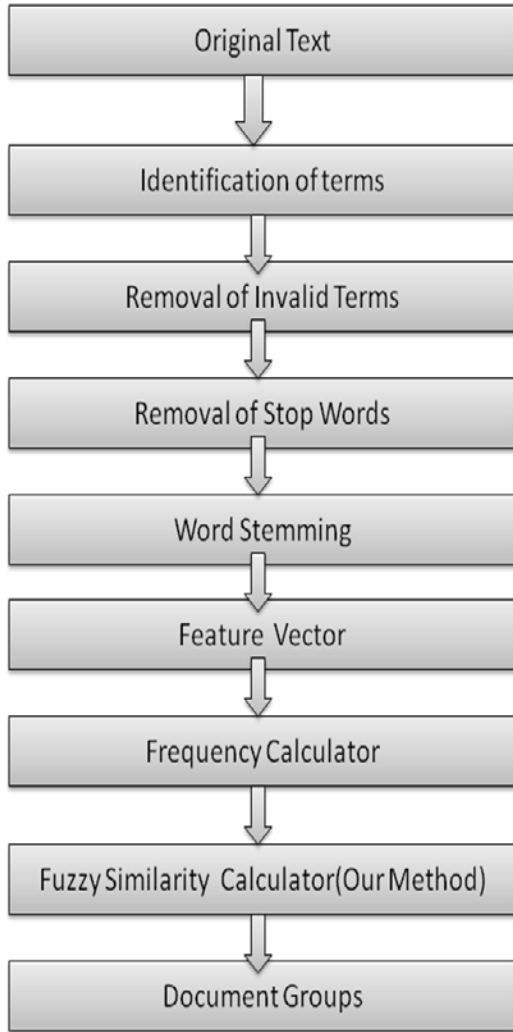 Original Text
Identification of terms
Removal of Invalid Terms
Removal of Stop Words
Word Stemming
Feature Vector
Frequency Calculator
Fuzzy Similarity Calculator(Our Method)
Document Groups